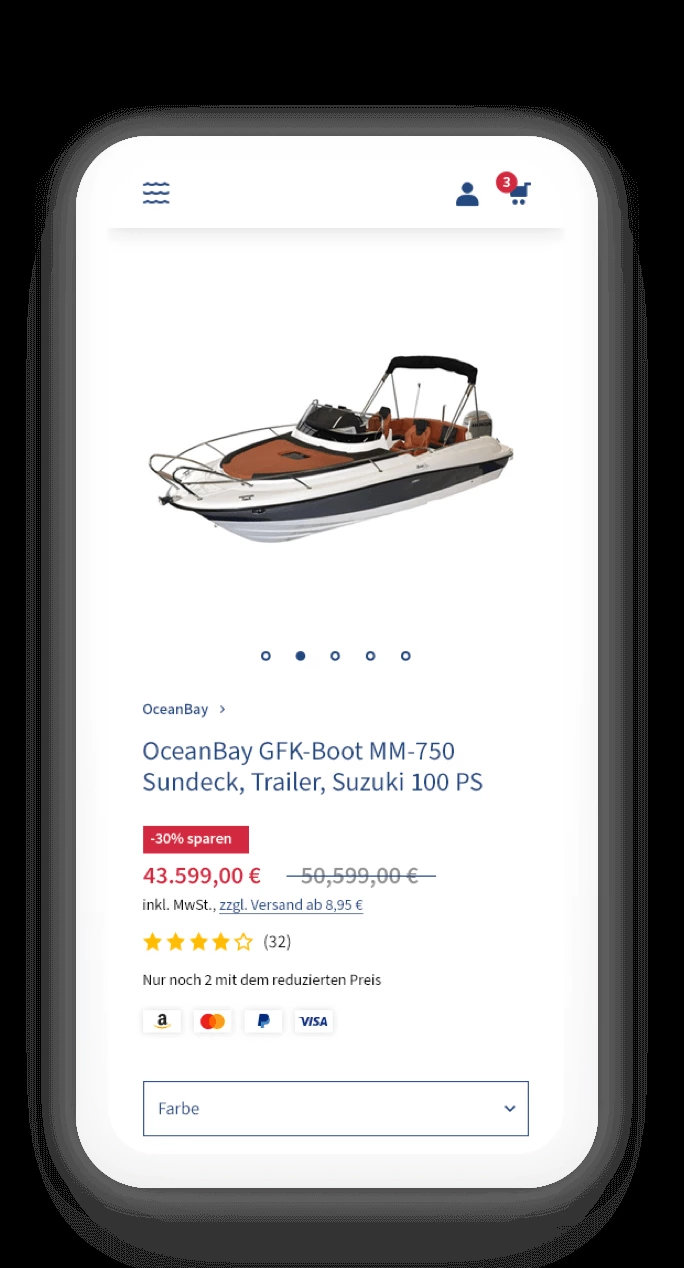 3
OceanBay
OceanBay GFK-Boot MM-750
Sundeck, Trailer, Suzuki 100 PS
-30% sparen
43.599,00 € 50,599,00 €
inkl. MwSt., zzgl. Versand ab 8,95 €
(32)
Nur noch 2 mit dem reduzierten Preis
a VISA
Farbe